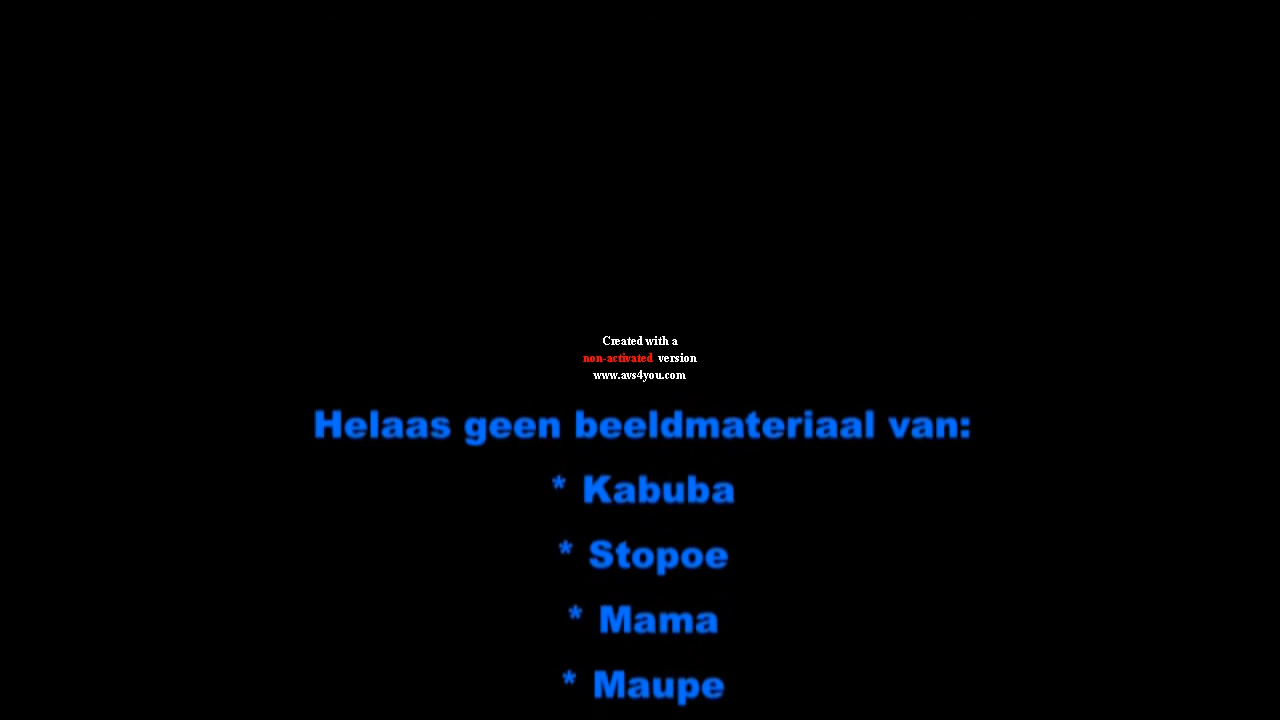 Created with a
non-activated version
www.avs4you.com
Helaas geen beeldmateriaal van:
* Kabuba
* Stopoe
* Mama
* Maupe